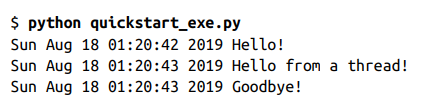 $ python quickstart_exe.py
Sun Aug 18 01:20:42 2019 Hello!
Sun Aug 18 01:20:43 2019 Hello from a thread!
Sun Aug 18 01:20:43 2019 Goodbye!